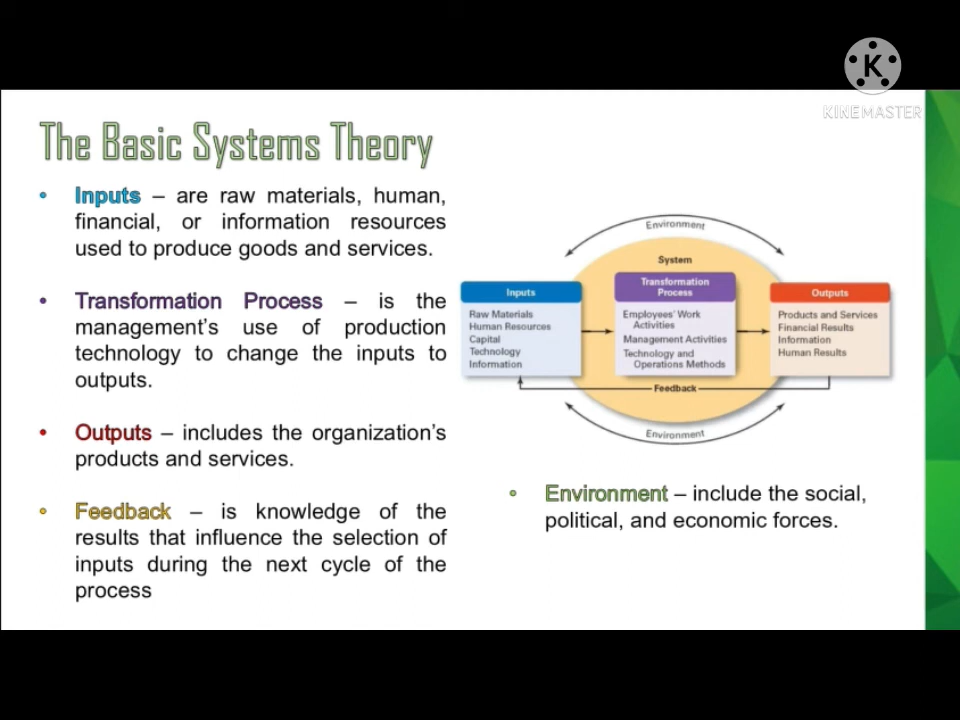 K
KINEMASTER
The Basic Systems Theory
• Inputs – are raw materials, human,
financial, or information resources
used to produce goods and services.
• Transformation Process – is the
management's use of production
technology to change the inputs to
outputs.
• Outputs – includes the organization's
products and services.
• Feedback – is knowledge of the
results that influence the selection of
inputs during the next cycle of the
process
Environment
System
Inputs
Raw Materials
Human Resources
Capital
Technology
Information
Transformation
Process
Employees' Work
Activities
Management Activities
Technology and
Operations Methods
Outputs
Products and Services
Financial Results
Information
Human Results
Feedback
Environment
• Environment – include the social,
political, and economic forces.